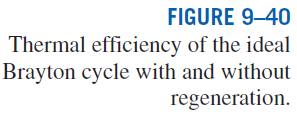 FIGURE 9–40
Thermal efficiency of the ideal
Brayton cycle with and without
regeneration.